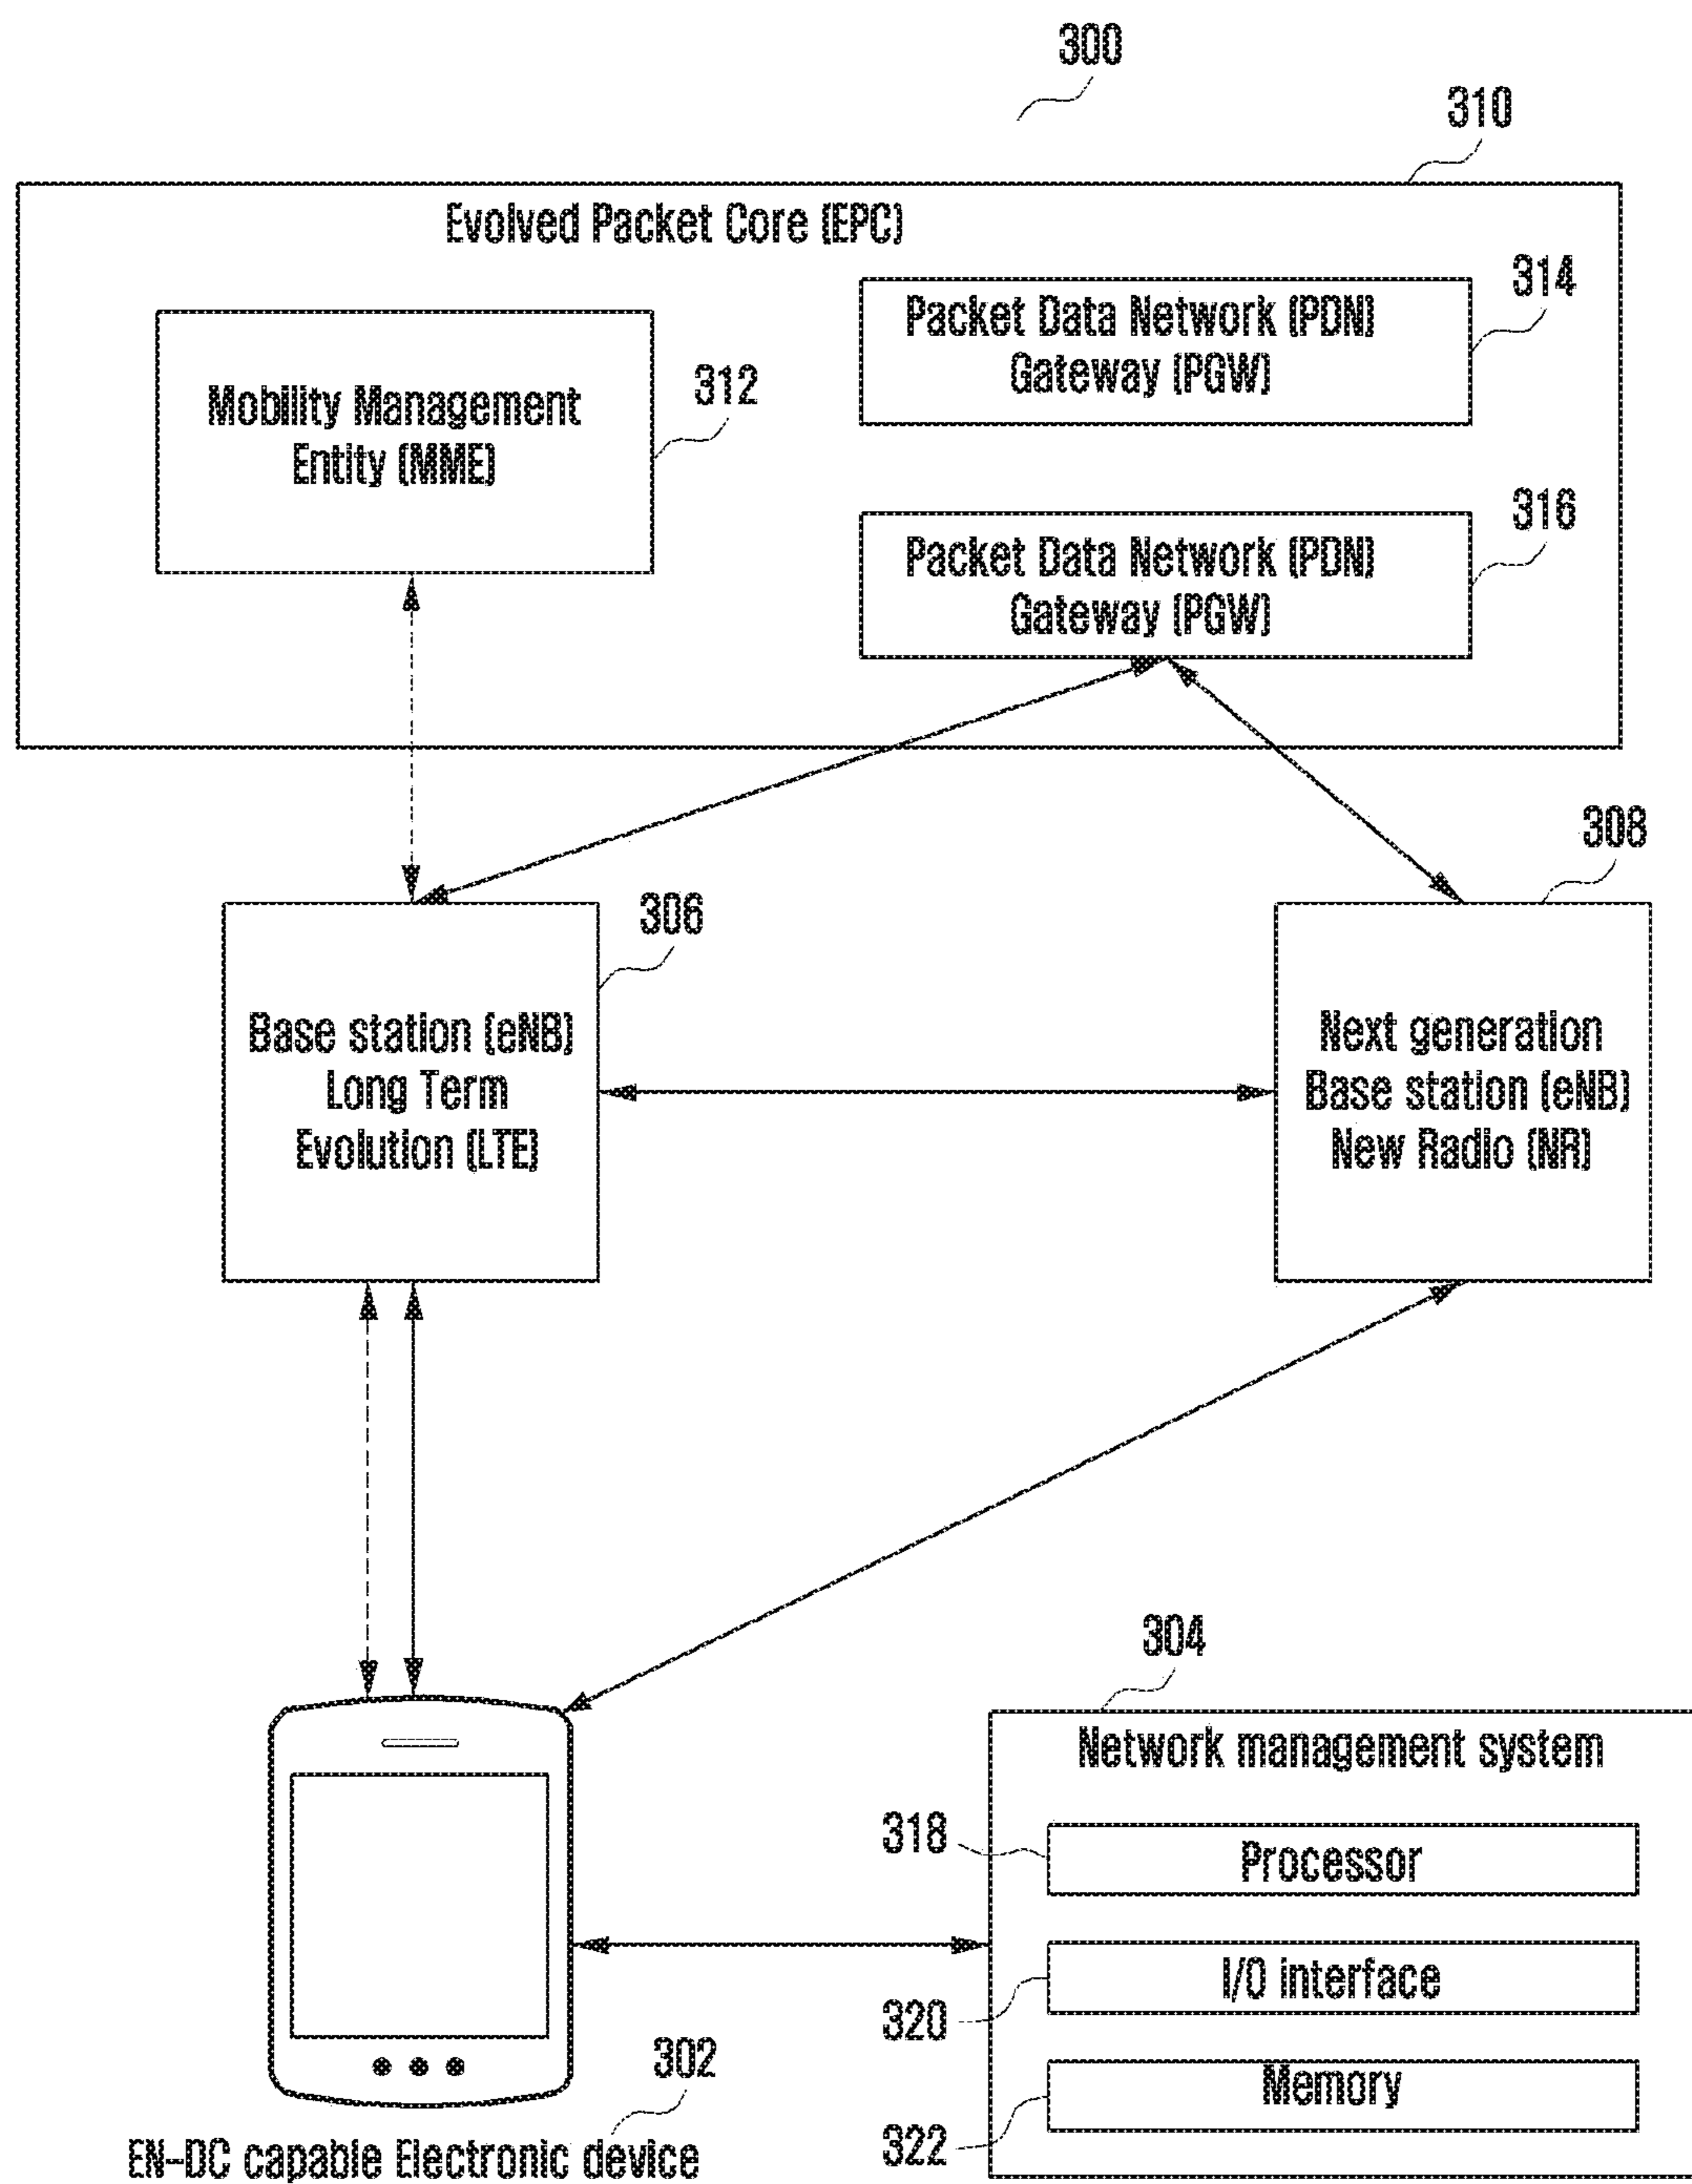 300
310
Evolved Packet Core (EPC)
314
Packet Data Network (PDN)
Gateway (PGW)
312
Mobility Management
Entity (MME)
316
Packet Data Network (PDN)
Gateway (PGW)
308
306
Base station (eNB)
Long Term
Evolution (LTE)
Next generation
Base station (eNB)
New Radio (NR)
304
Network management system
318
Processor
I/O interface
320
Memory
322
302
EN-DC capable Electronic device